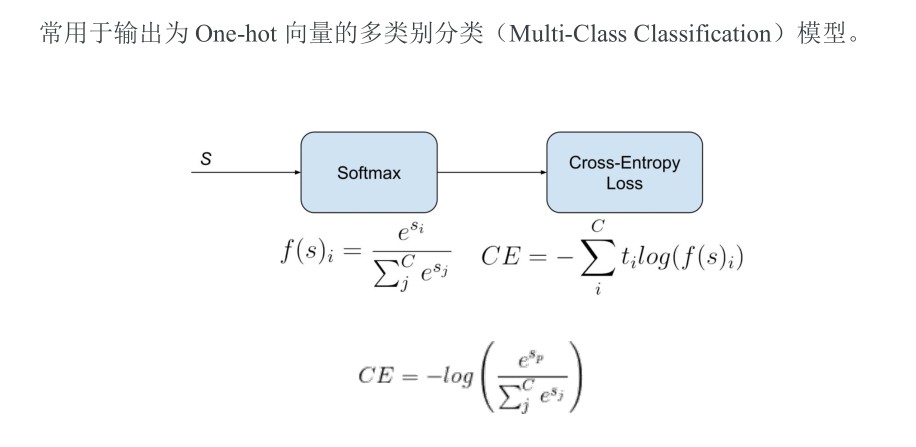 常用于输出为 One-hot 向量的多类别分类（Multi-Class Classification）模型。
S
Softmax
Cross-Entropy
Loss
f(s)_i = \frac{e^{s_i}}{\sum_j^C e^{s_j}}
CE = -\sum_i^C t_i log(f(s)_i)
CE = -log\left(\frac{e^{s_p}}{\sum_j^C e^{s_j}}\right)